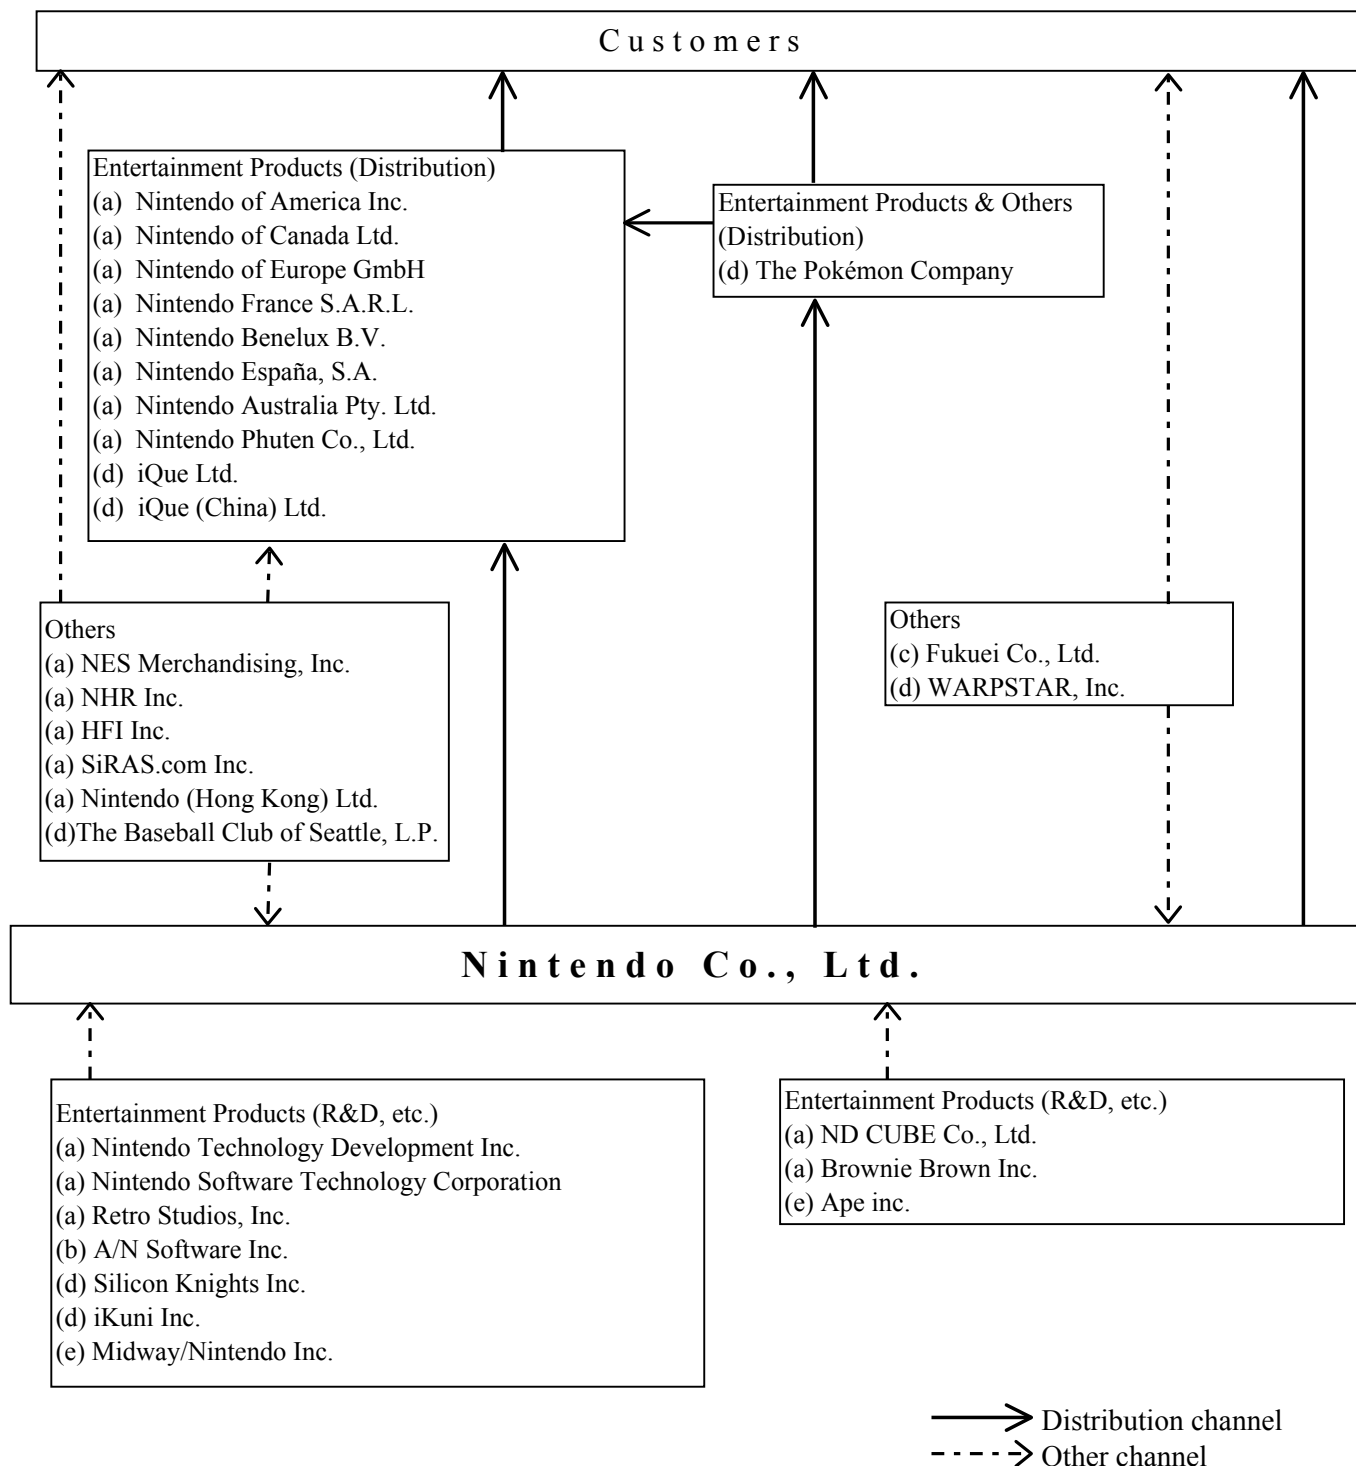 Customers
Entertainment Products (Distribution)
(a) Nintendo of America Inc.
(a) Nintendo of Canada Ltd.
(a) Nintendo of Europe GmbH
(a) Nintendo France S.A.R.L.
(a) Nintendo Benelux B.V.
(a) Nintendo España, S.A.
(a) Nintendo Australia Pty. Ltd.
(a) Nintendo Phuten Co., Ltd.
(d) iQue Ltd.
(d) iQue (China) Ltd.
Entertainment Products & Others
(Distribution)
(d) The Pokémon Company
Others
(a) NES Merchandising, Inc.
(a) NHR Inc.
(a) HFI Inc.
(a) SiRAS.com Inc.
(a) Nintendo (Hong Kong) Ltd.
(d)The Baseball Club of Seattle, L.P.
Others
(c) Fukuei Co., Ltd.
(d) WARPSTAR, Inc.
Nintendo Co., Ltd.
Entertainment Products (R&D, etc.)
(a) Nintendo Technology Development Inc.
(a) Nintendo Software Technology Corporation
(a) Retro Studios, Inc.
(b) A/N Software Inc.
(d) Silicon Knights Inc.
(d) iKuni Inc.
(e) Midway/Nintendo Inc.
Entertainment Products (R&D, etc.)
(a) ND CUBE Co., Ltd.
(a) Brownie Brown Inc.
(e) Ape inc.
Distribution channel
Other channel